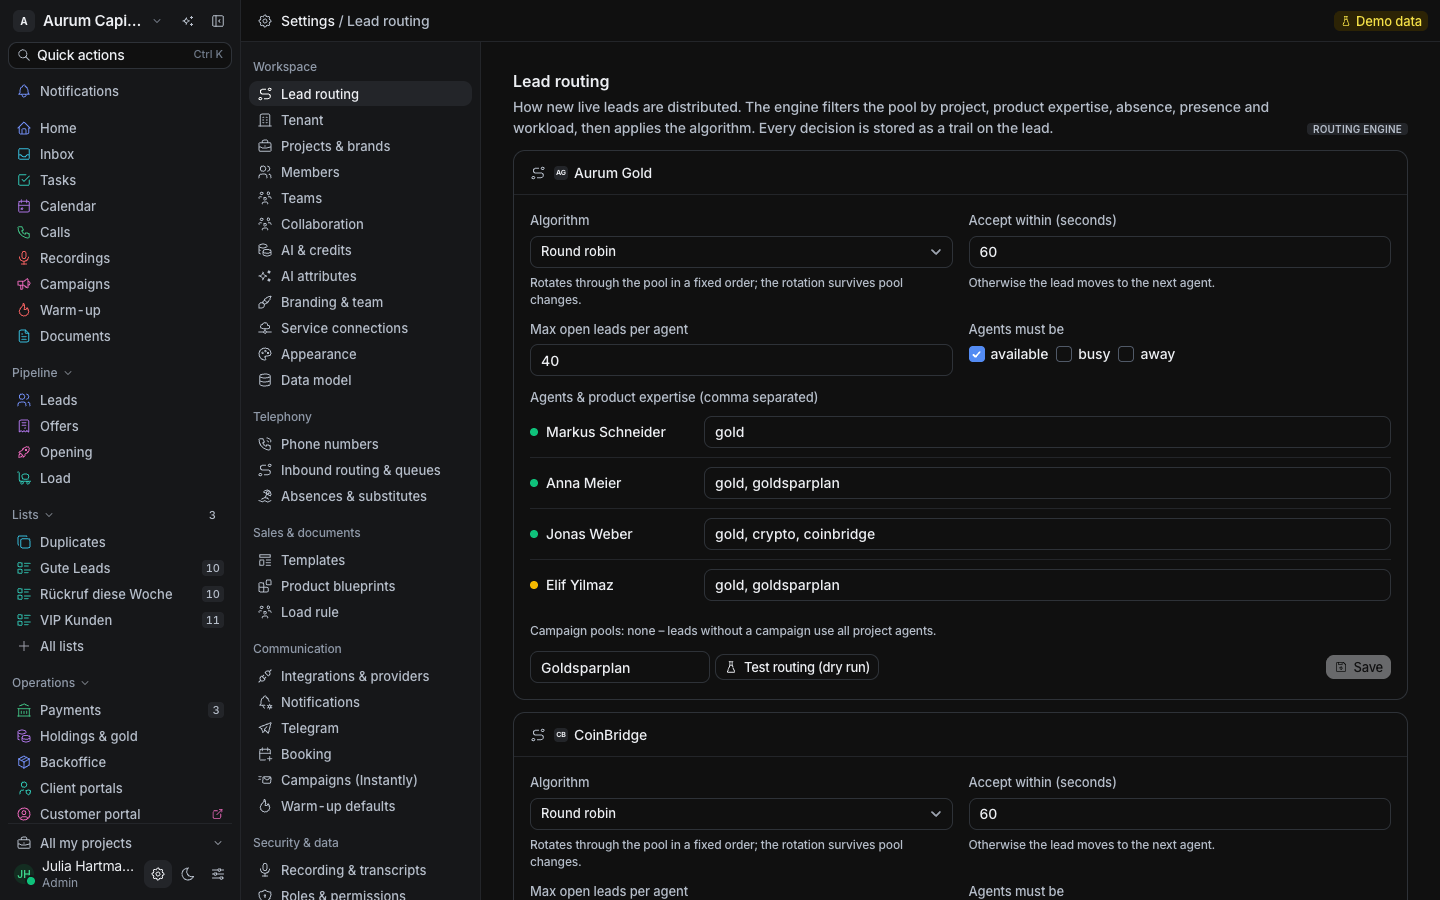 A Aurum Capi...
Quick actions Ctrl K
Notifications
Home
Inbox
Tasks
Calendar
Calls
Recordings
Campaigns
Warm-up
Documents
Pipeline
Leads
Offers
Opening
Load
Lists 3
Duplicates
Gute Leads 10
Rückruf diese Woche 10
VIP Kunden 11
All lists
Operations
Payments 3
Holdings & gold
Backoffice
Client portals
Customer portal
All my projects
JH Julia Hartma...
Admin
Settings / Lead routing
Demo data
Workspace
Lead routing
Tenant
Projects & brands
Members
Teams
Collaboration
AI & credits
AI attributes
Branding & team
Service connections
Appearance
Data model
Telephony
Phone numbers
Inbound routing & queues
Absences & substitutes
Sales & documents
Templates
Product blueprints
Load rule
Communication
Integrations & providers
Notifications
Telegram
Booking
Campaigns (Instantly)
Warm-up defaults
Security & data
Recording & transcripts
Roles & permissions
Lead routing
How new live leads are distributed. The engine filters the pool by project, product expertise, absence, presence and
workload, then applies the algorithm. Every decision is stored as a trail on the lead.
ROUTING ENGINE
AG Aurum Gold
Algorithm
Round robin
Rotates through the pool in a fixed order; the rotation survives pool
changes.
Accept within (seconds)
60
Otherwise the lead moves to the next agent.
Max open leads per agent
40
Agents must be
available busy away
Agents & product expertise (comma separated)
Markus Schneider gold
Anna Meier gold, goldsparplan
Jonas Weber gold, crypto, coinbridge
Elif Yilmaz gold, goldsparplan
Campaign pools: none – leads without a campaign use all project agents.
Goldsparplan Test routing (dry run) Save
CB CoinBridge
Algorithm
Round robin
Rotates through the pool in a fixed order; the rotation survives pool
changes.
Accept within (seconds)
60
Otherwise the lead moves to the next agent.
Max open leads per agent
Agents must be